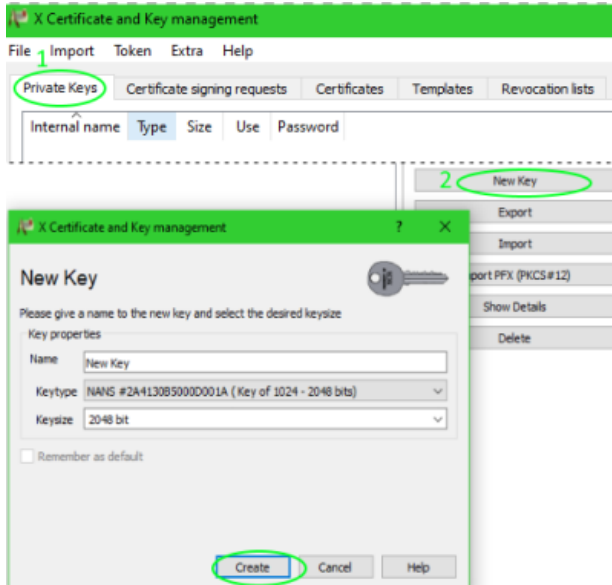 X Certificate and Key management
File Import Token Extra Help
1
Private Keys Certificate signing requests Certificates Templates Revocation lists
Internal name Type Size Use Password
2 New Key
Export
Import
port PFX (PKCS#12)
Show Details
Delete
X Certificate and Key management ? X
New Key
Please give a name to the new key and select the desired keysize
Key properties
Name New Key
Keytype NANS #2A4130B5000D001A (Key of 1024 - 2048 bits)
Keysize 2048 bit
Remember as default
Create Cancel Help